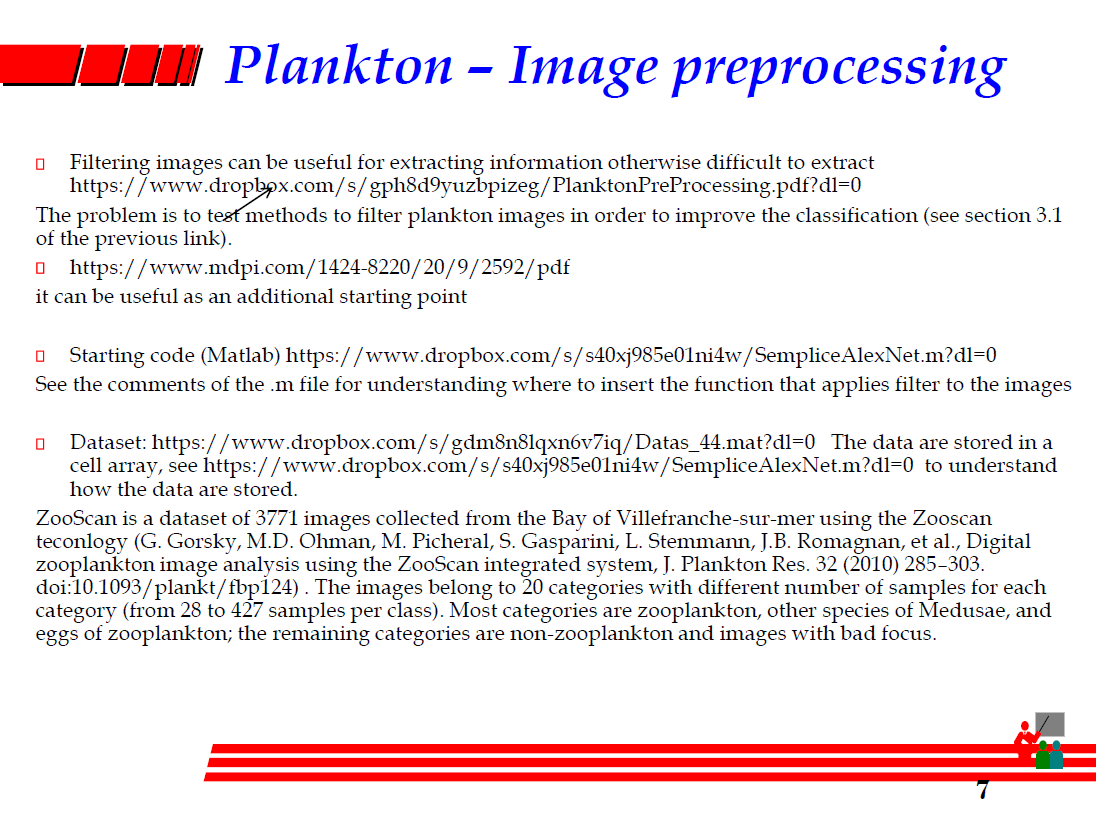 Plankton – Image preprocessing
Filtering images can be useful for extracting information otherwise difficult to extract
https://www.dropbox.com/s/gph8d9yuzbpizeg/PlanktonPreProcessing.pdf?dl=0
The problem is to test methods to filter plankton images in order to improve the classification (see section 3.1
of the previous link).
https://www.mdpi.com/1424-8220/20/9/2592/pdf
it can be useful as an additional starting point
Starting code (Matlab) https://www.dropbox.com/s/s40xj985e01ni4w/SempliceAlexNet.m?dl=0
See the comments of the .m file for understanding where to insert the function that applies filter to the images
Dataset: https://www.dropbox.com/s/gdm8n8lqxn6v7iq/Datas_44.mat?dl=0 The data are stored in a
cell array, see https://www.dropbox.com/s/s40xj985e01ni4w/SempliceAlexNet.m?dl=0 to understand
how the data are stored.
ZooScan is a dataset of 3771 images collected from the Bay of Villefranche-sur-mer using the Zooscan
teconlogy (G. Gorsky, M.D. Ohman, M. Picheral, S. Gasparini, L. Stemmann, J.B. Romagnan, et al., Digital
zooplankton image analysis using the ZooScan integrated system, J. Plankton Res. 32 (2010) 285–303.
doi:10.1093/plankt/fbp124) . The images belong to 20 categories with different number of samples for each
category (from 28 to 427 samples per class). Most categories are zooplankton, other species of Medusae, and
eggs of zooplankton; the remaining categories are non-zooplankton and images with bad focus.
7